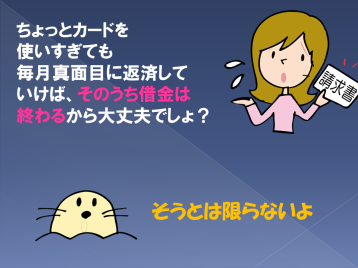 ちょっとカードを
使いすぎても
毎月真面目に返済して
いけば、そのうち借金は
終わるから大丈夫でしょ？
請求書
そうとは限らないよ